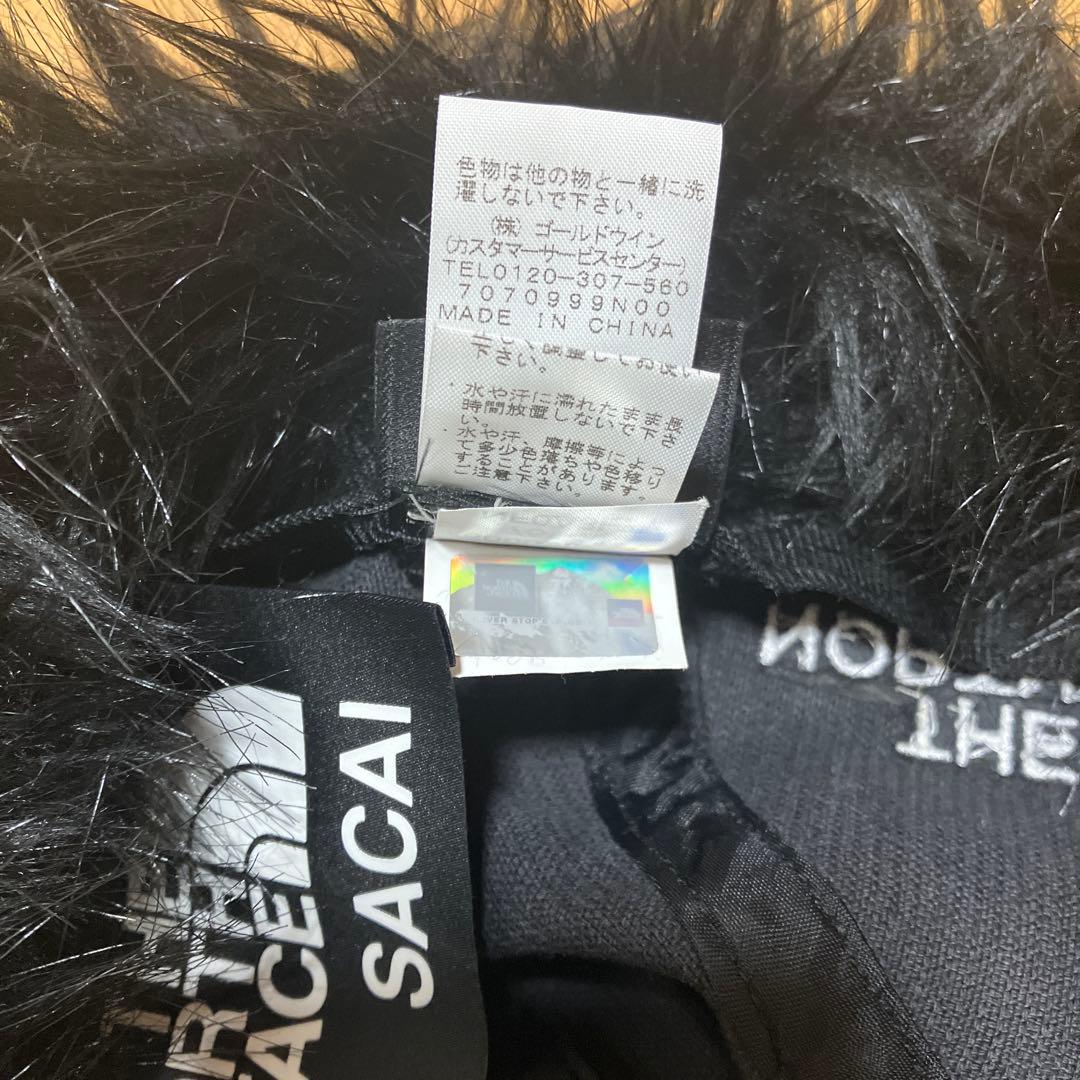 色物は他の物と一緒に洗
濯しないで下さい。
(株) ゴールドウイン
(カスタマーサービスセンター)
TEL0120-307-560
7070999N00
MADE IN CHINA
下さい。
・水や汗に濡れたまま長
時間放置しないで下さ
い。
・水や汗、摩擦等によっ
て多少、色落ちや色移り
することがあります。
ご注意下さい。
SACAI
THE